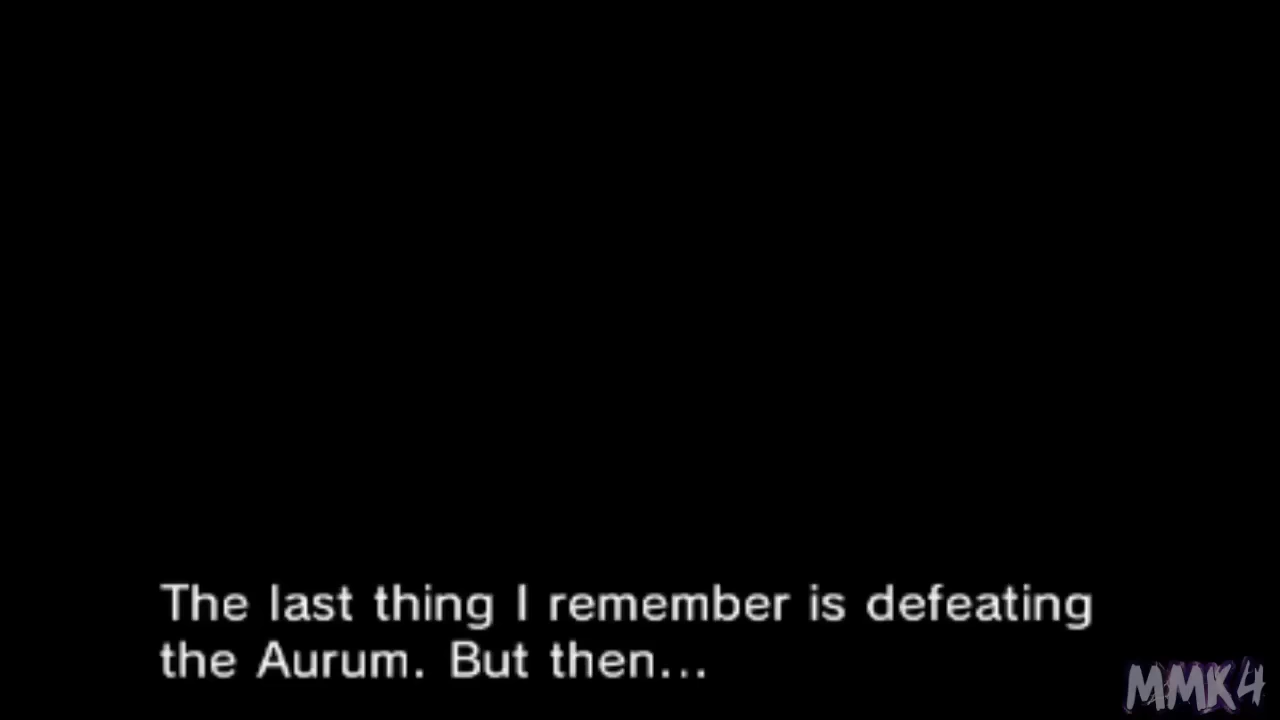 The last thing I remember is defeating
the Aurum. But then...
MMK4